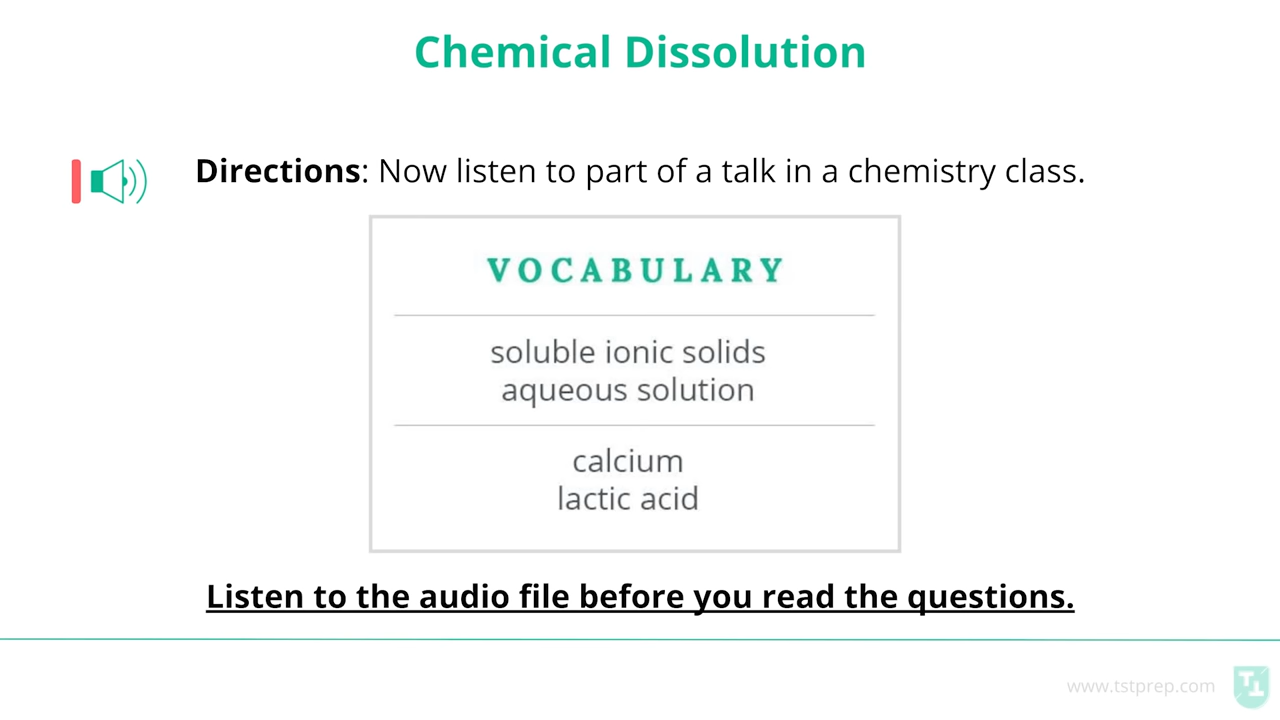 Chemical Dissolution
Directions: Now listen to part of a talk in a chemistry class.
VOCABULARY
soluble ionic solids
aqueous solution
calcium
lactic acid
Listen to the audio file before you read the questions.
www.tstprep.com